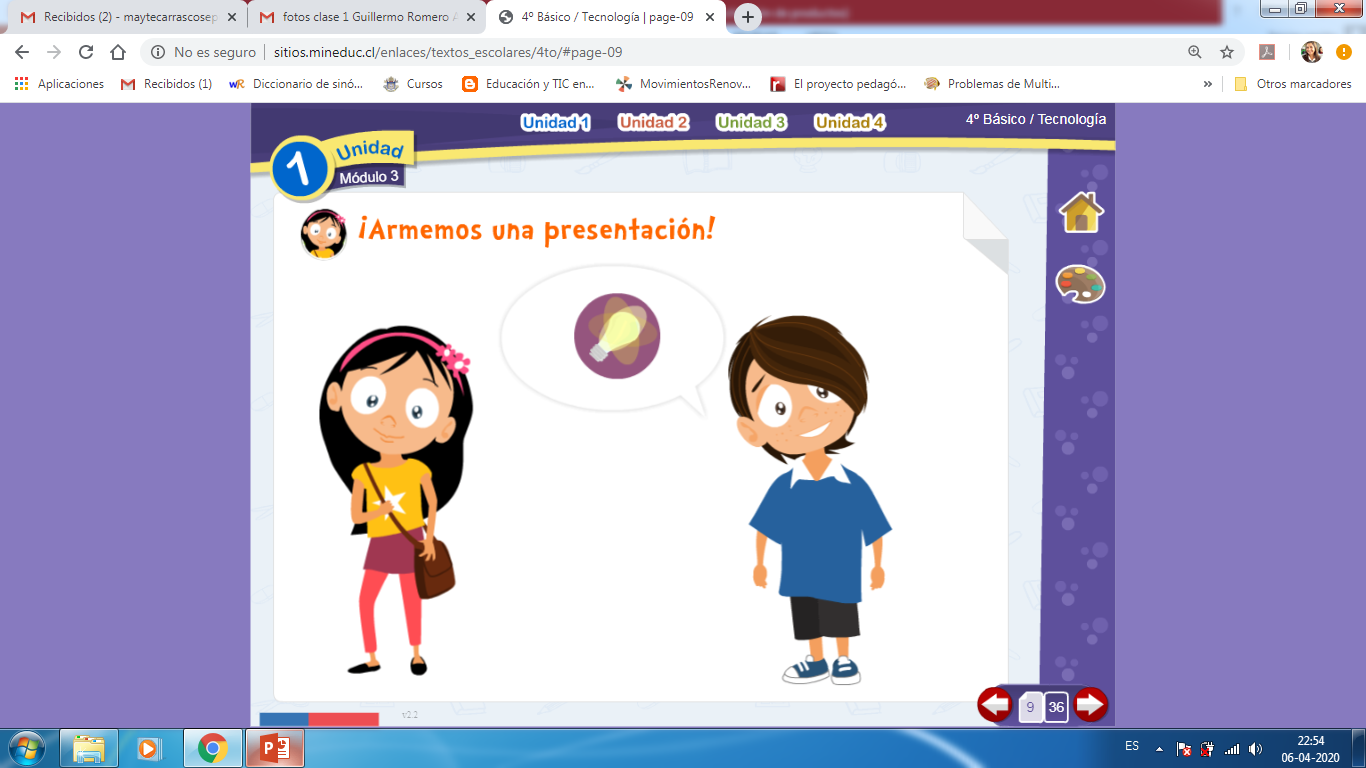 Recibidos (2) - maytecarrascosep
fotos clase 1 Guillermo Romero A
4º Básico / Tecnología | page-09
No es seguro
sitios.mineduc.cl/enlaces/textos_escolares/4to/#page-09
Aplicaciones
Recibidos (1)
Diccionario de sinó...
Cursos
Educación y TIC en...
MovimientosRenov...
El proyecto pedagó...
Problemas de Multi...
»
Otros marcadores
Unidad 1
Unidad 2
Unidad 3
Unidad 4
4º Básico / Tecnología
1
Unidad
Módulo 3
¡Armemos una presentación!
9
36
v2.2
ES
22:54
06-04-2020